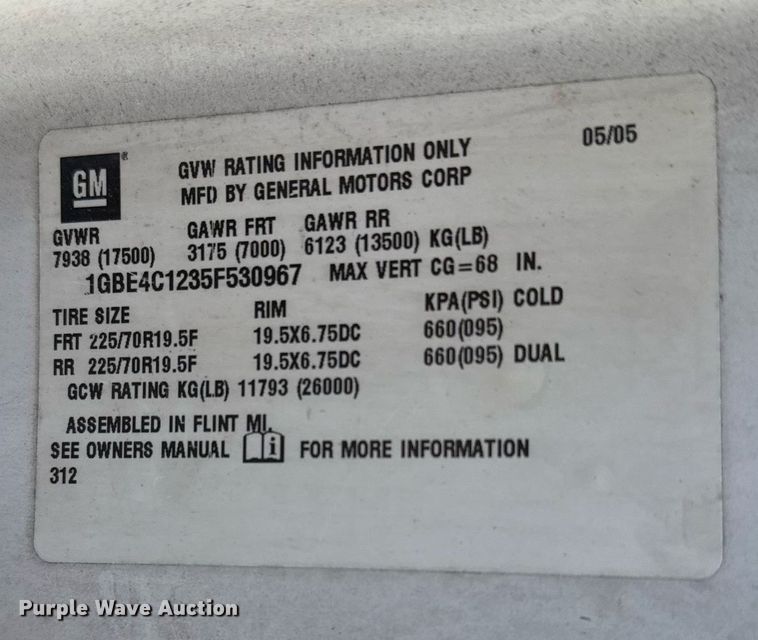 05/05
GM®
GVW RATING INFORMATION ONLY
MFD BY GENERAL MOTORS CORP
GVWR GAWR FRT GAWR RR
7938 (17500) 3175 (7000) 6123 (13500) KG(LB)
1GBE4C1235F530967 MAX VERT CG=68 IN.
TIRE SIZE RIM KPA(PSI) COLD
FRT 225/70R19.5F 19.5X6.75DC 660(095)
RR 225/70R19.5F 19.5X6.75DC 660(095) DUAL
GCW RATING KG(LB) 11793 (26000)
ASSEMBLED IN FLINT MI.
SEE OWNERS MANUAL i FOR MORE INFORMATION
312
Purple Wave Auction